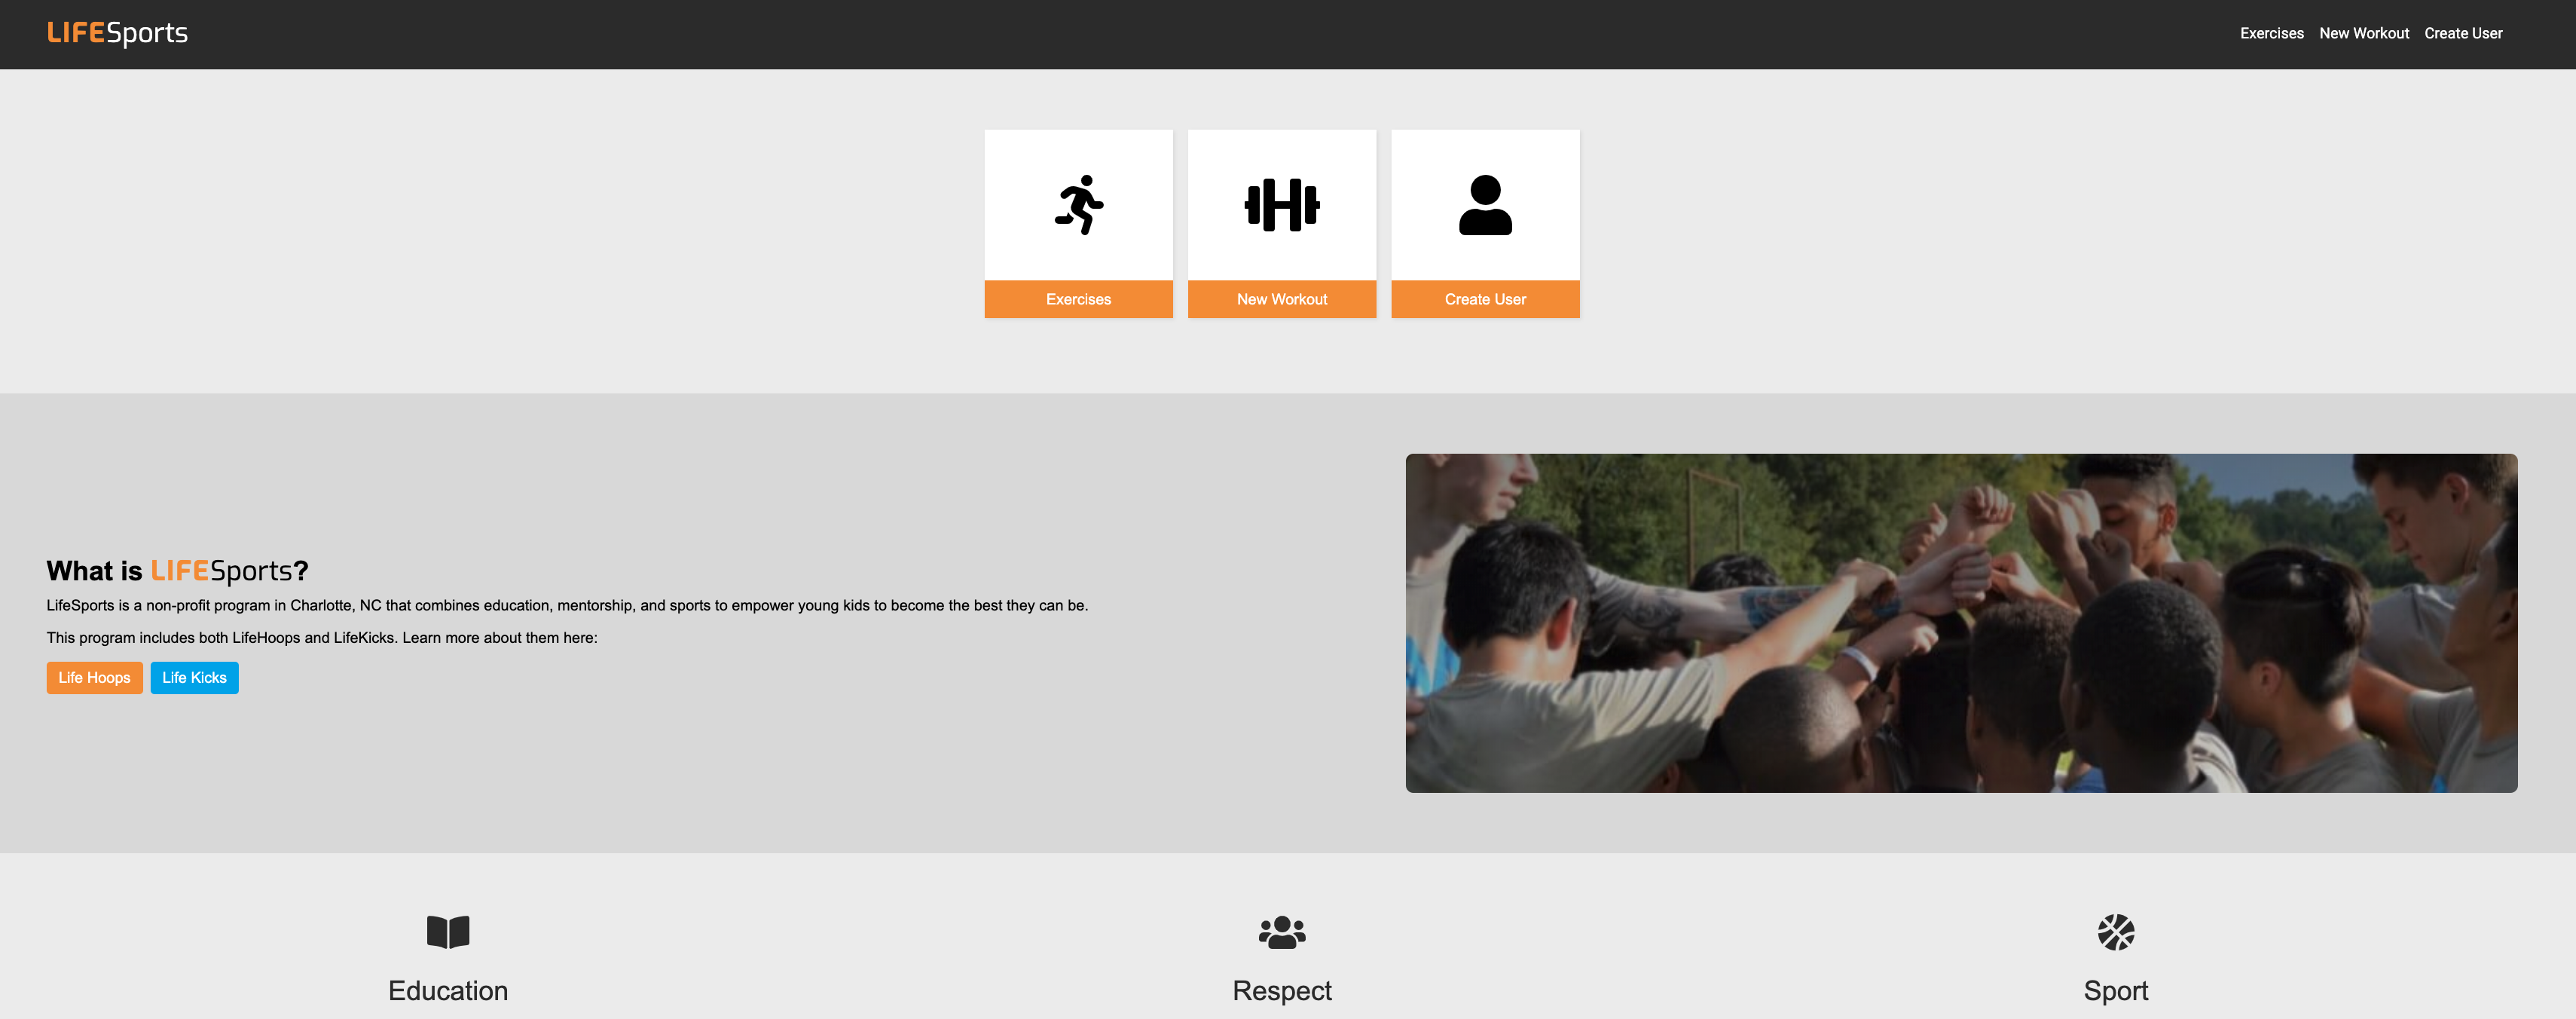 LIFESports
Exercises New Workout Create User
Exercises
New Workout
Create User
What is LIFESports?
LifeSports is a non-profit program in Charlotte, NC that combines education, mentorship, and sports to empower young kids to become the best they can be.
This program includes both LifeHoops and LifeKicks. Learn more about them here:
Life Hoops Life Kicks
Education
Respect
Sport